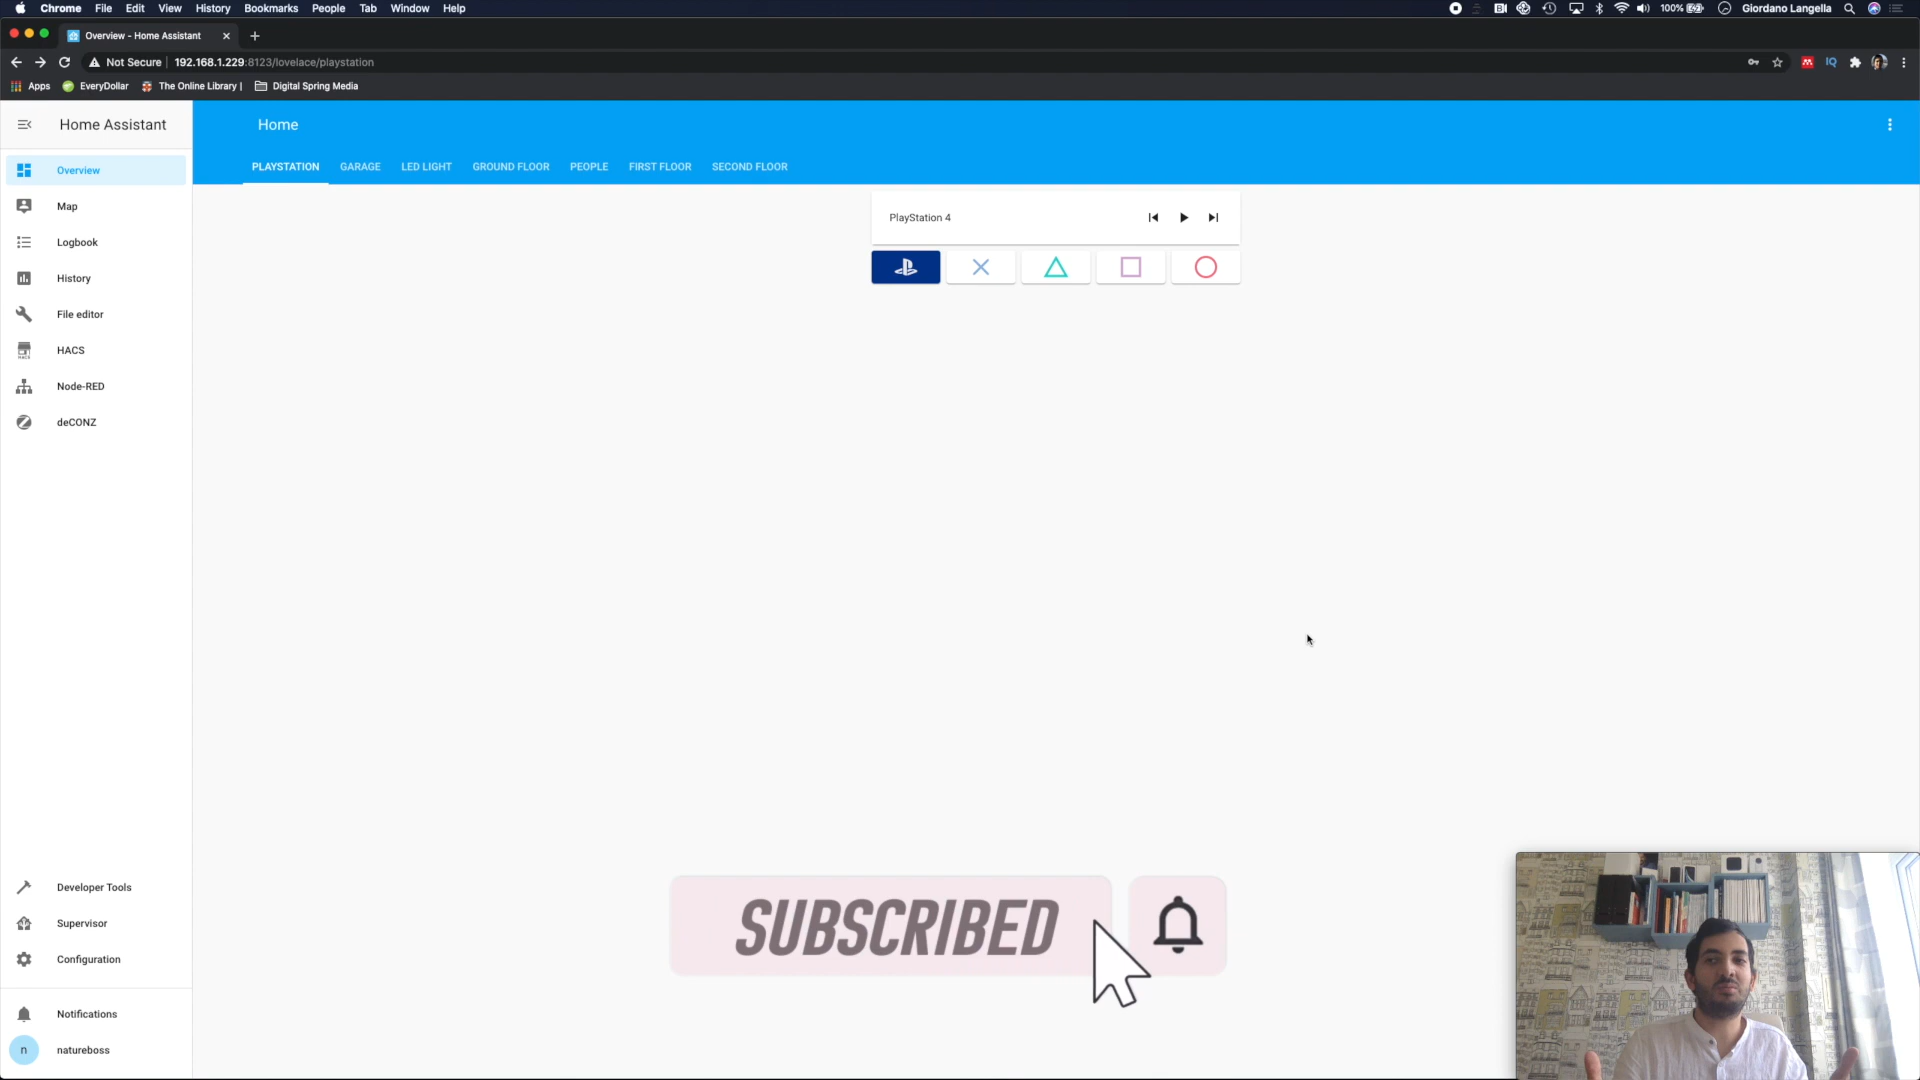 Chrome File Edit View History Bookmarks People Tab Window Help 100% Giordano Langella
Overview - Home Assistant
Not Secure 192.168.1.229:8123/lovelace/playstation
Apps EveryDollar The Online Library | Digital Spring Media
Home Assistant
Home
PLAYSTATION GARAGE LED LIGHT GROUND FLOOR PEOPLE FIRST FLOOR SECOND FLOOR
Overview
Map
Logbook
History
File editor
HACS
Node-RED
deCONZ
PlayStation 4
SUBSCRIBED
Developer Tools
Supervisor
Configuration
Notifications
n natureboss